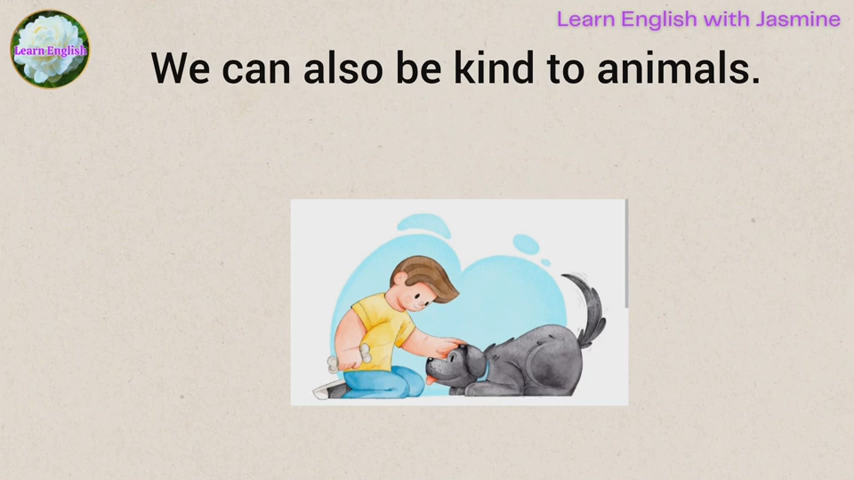 Learn English with Jasmine
Learn English
We can also be kind to animals.